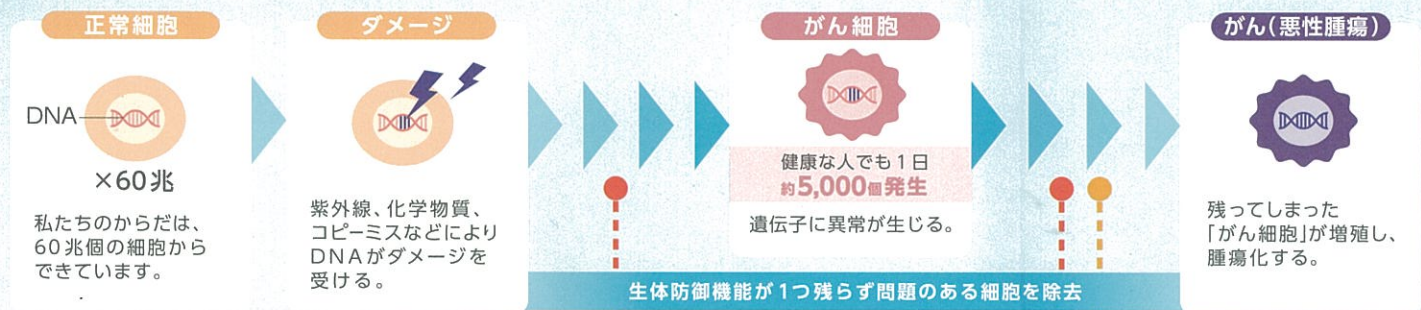 正常細胞
DNA
×60兆
私たちのからだは、
60兆個の細胞から
できています。
ダメージ
紫外線、化学物質、
コピーミスなどにより
DNAがダメージを
受ける。
がん細胞
健康な人でも1日
約5,000個発生
遺伝子に異常が生じる。
生体防御機能が1つ残らず問題のある細胞を除去
がん(悪性腫瘍)
残ってしまった
「がん細胞」が増殖し、
腫瘍化する。